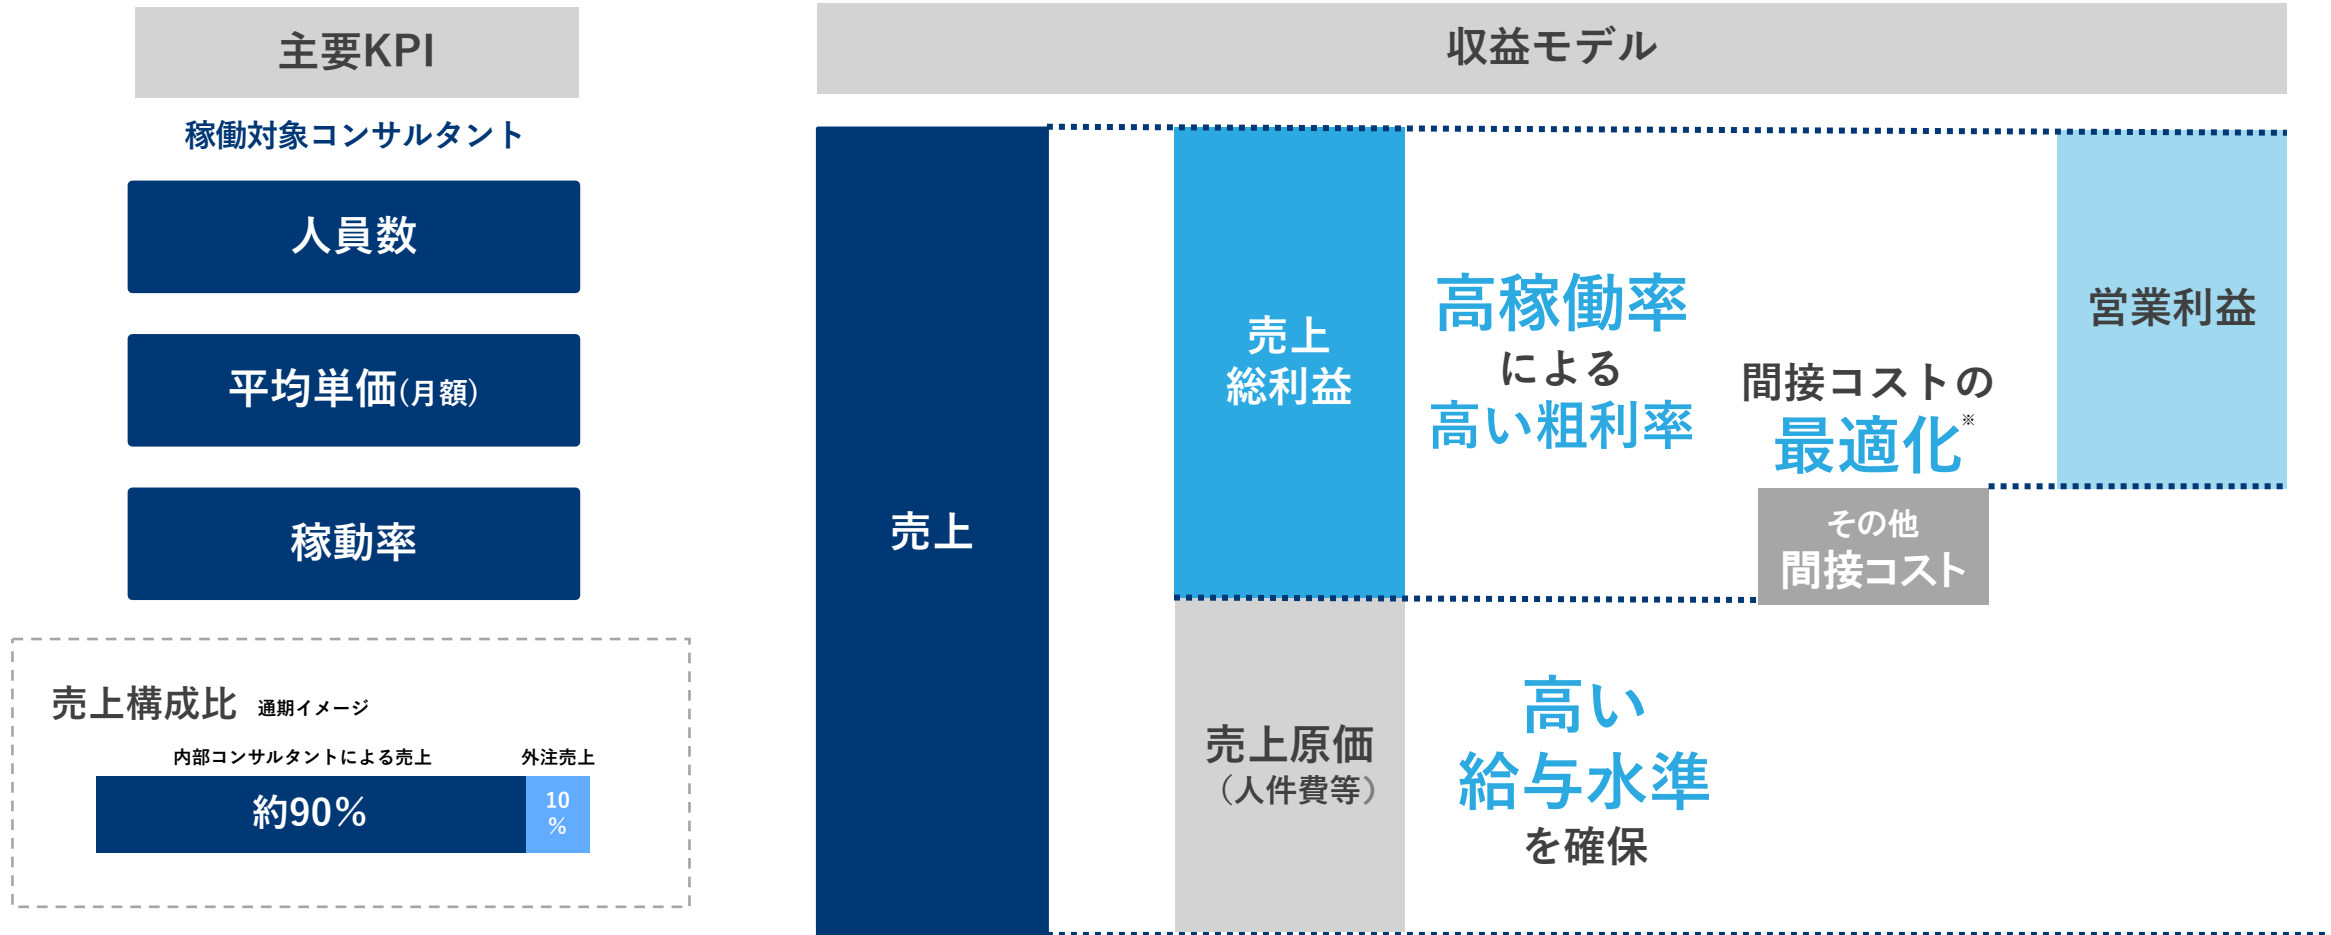 主要KPI
稼働対象コンサルタント
人員数
平均単価(月額)
稼動率
売上構成比 通期イメージ
内部コンサルタントによる売上 外注売上
約90%
10
%
収益モデル
売上
売上
総利益
高稼働率
による
高い粗利率
間接コストの
最適化※
その他
間接コスト
営業利益
売上原価
（人件費等）
高い
給与水準
を確保